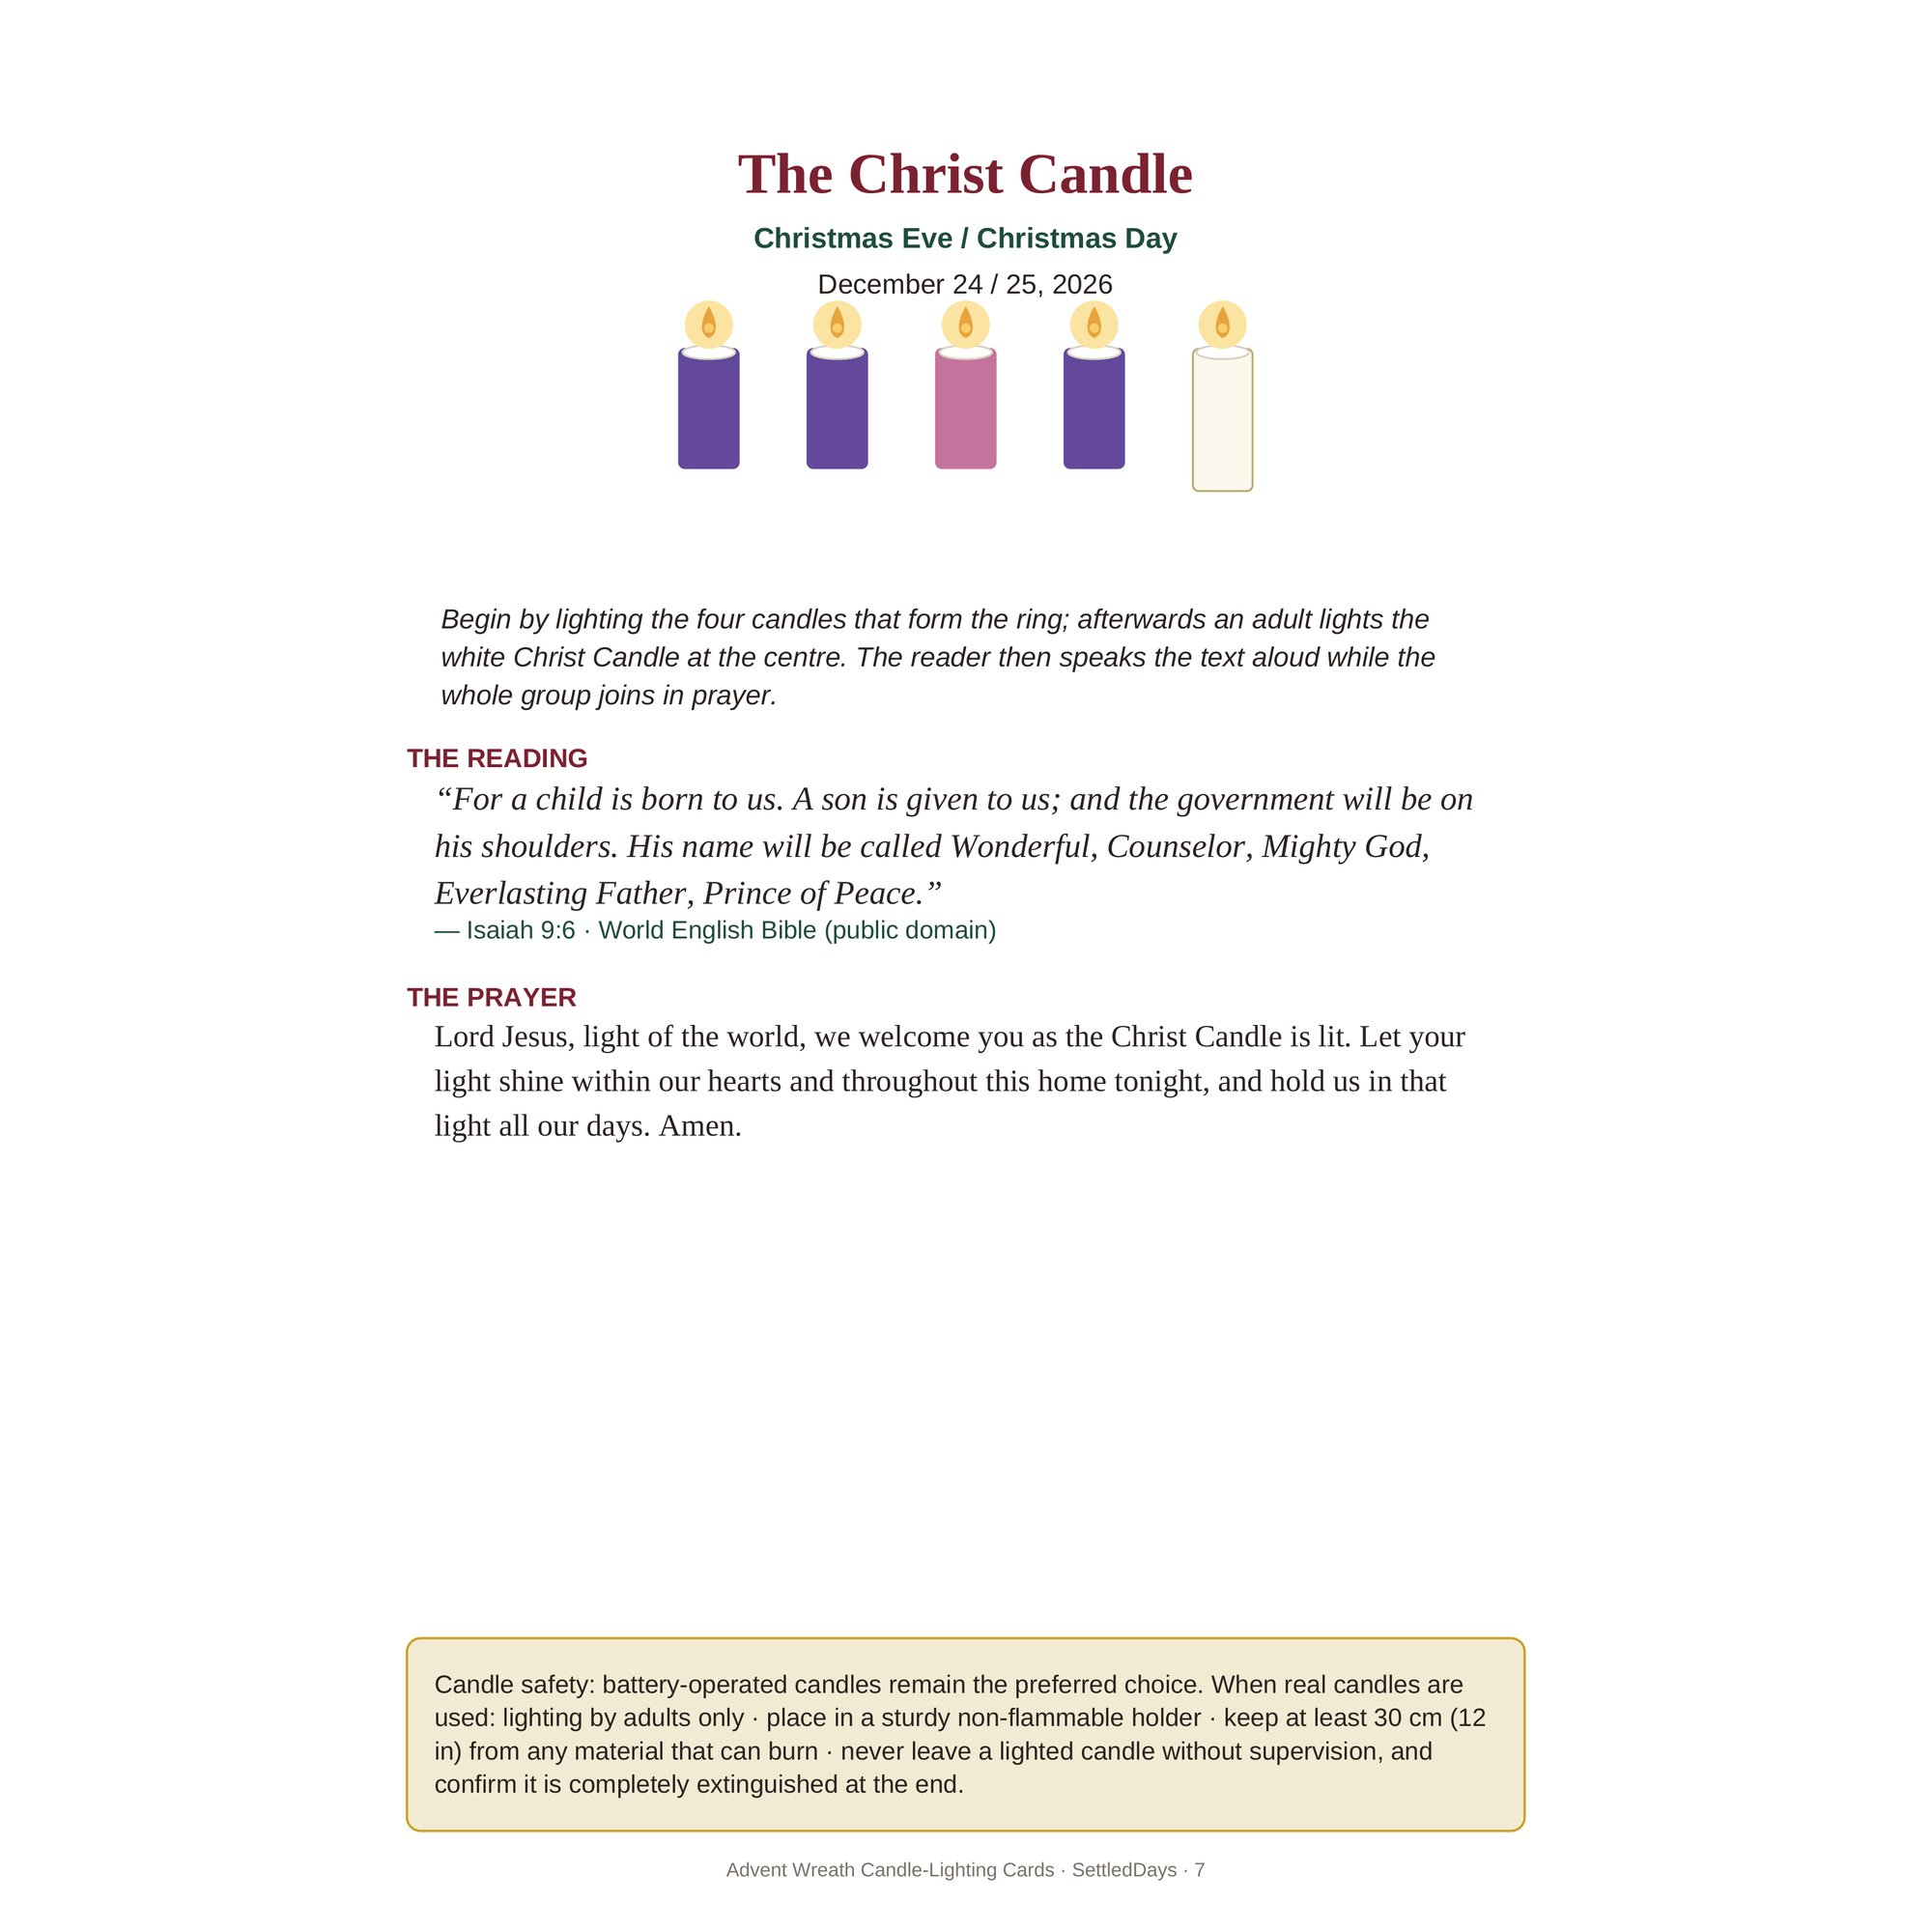 The Christ Candle
Christmas Eve / Christmas Day
December 24 / 25, 2026
Begin by lighting the four candles that form the ring; afterwards an adult lights the
white Christ Candle at the centre. The reader then speaks the text aloud while the
whole group joins in prayer.
THE READING
“For a child is born to us. A son is given to us; and the government will be on
his shoulders. His name will be called Wonderful, Counselor, Mighty God,
Everlasting Father, Prince of Peace.”
— Isaiah 9:6 · World English Bible (public domain)
THE PRAYER
Lord Jesus, light of the world, we welcome you as the Christ Candle is lit. Let your
light shine within our hearts and throughout this home tonight, and hold us in that
light all our days. Amen.
Candle safety: battery-operated candles remain the preferred choice. When real candles are
used: lighting by adults only · place in a sturdy non-flammable holder · keep at least 30 cm (12
in) from any material that can burn · never leave a lighted candle without supervision, and
confirm it is completely extinguished at the end.
Advent Wreath Candle-Lighting Cards · SettledDays · 7